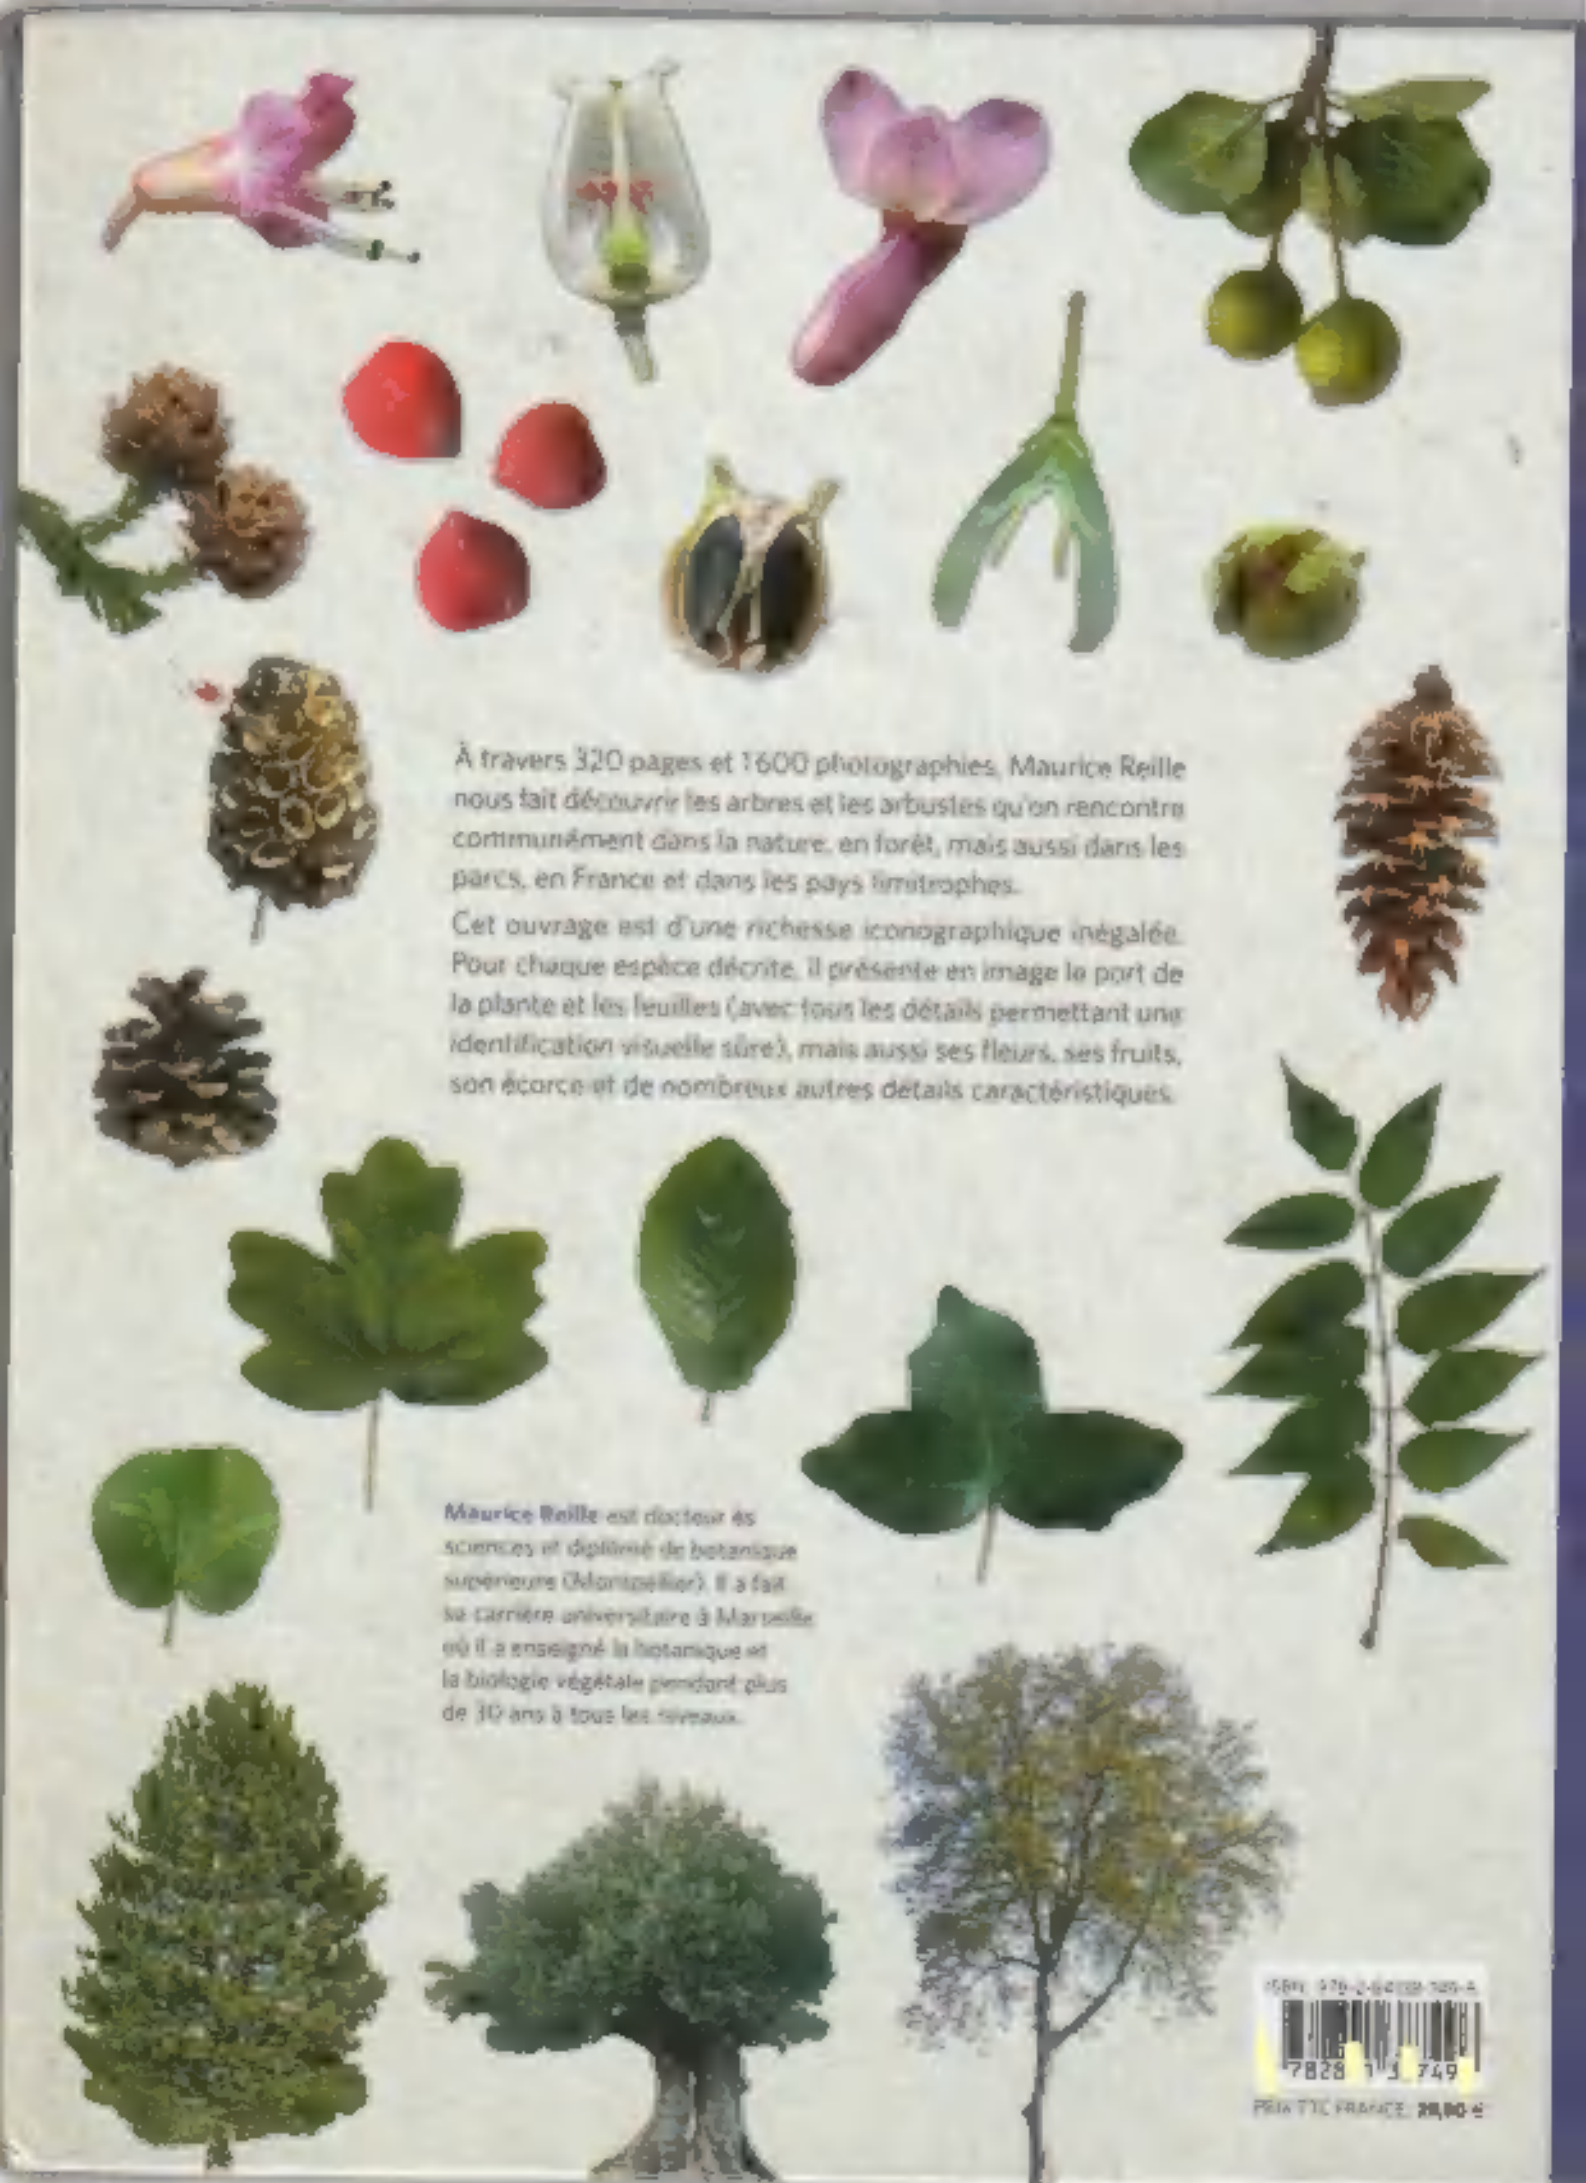 À travers 320 pages et 1600 photographies, Maurice Reille
nous fait découvrir les arbres et les arbustes qu'on rencontre
communément dans la nature, en forêt, mais aussi dans les
parcs, en France et dans les pays limitrophes.
Cet ouvrage est d'une richesse iconographique inégalée.
Pour chaque espèce décrite, il présente en image le port de
la plante et les feuilles (avec tous les détails permettant une
identification visuelle sûre), mais aussi ses fleurs, ses fruits,
son écorce et de nombreux autres détails caractéristiques.
Maurice Reille est docteur ès
sciences et diplômé de botanique
supérieure (Montpellier). Il a fait
sa carrière universitaire à Marseille
où il a enseigné la botanique et
la biologie végétale pendant plus
de 30 ans à tous les niveaux.
ISBN
PRIX TTC FRANCE: